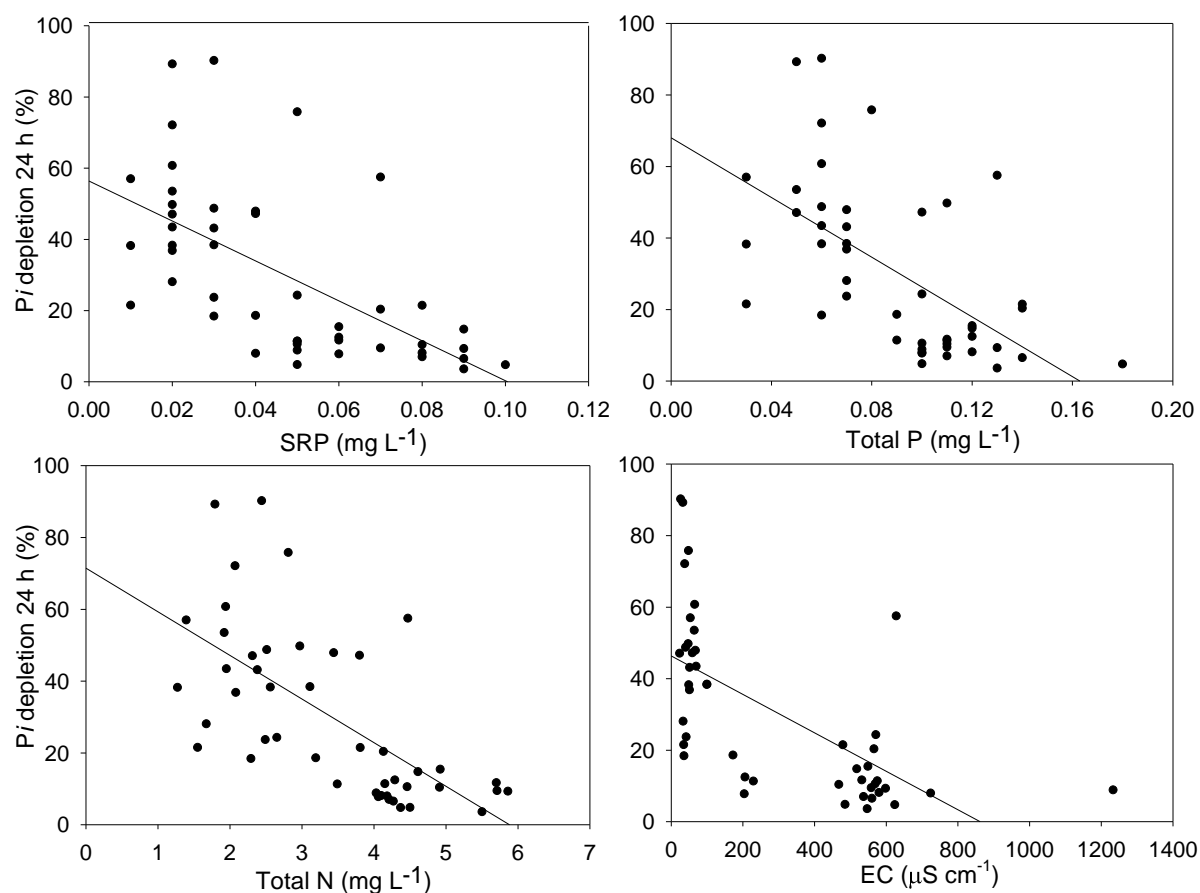 100
80
60
40
20
0
Pi depletion 24 h (%)
0.00 0.02 0.04 0.06 0.08 0.10 0.12
SRP (mg L-1)
100
80
60
40
20
0
0.00 0.04 0.08 0.12 0.16 0.20
Total P (mg L-1)
100
80
60
40
20
0
Pi depletion 24 h (%)
0 1 2 3 4 5 6 7
Total N (mg L-1)
100
80
60
40
20
0
0 200 400 600 800 1000 1200 1400
EC (μS cm-1)